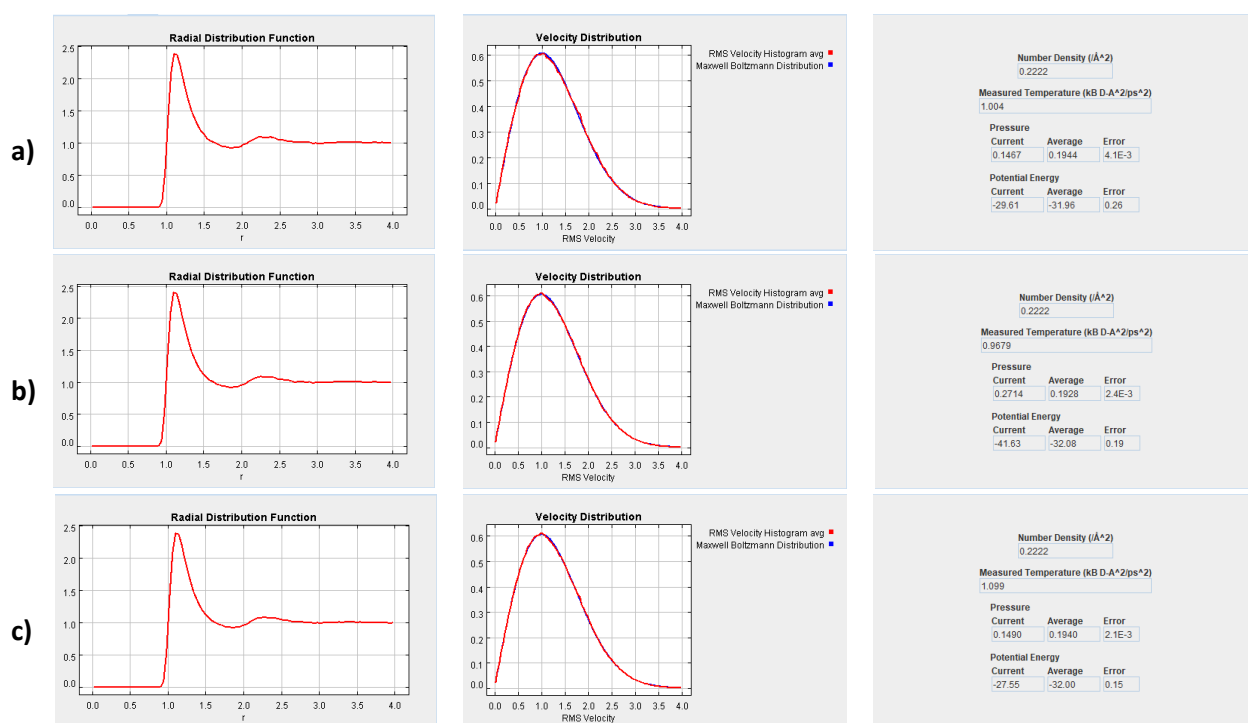 a)
Radial Distribution Function
2.5
2.0
1.5
1.0
0.5
0.0
0.0 0.5 1.0 1.5 2.0 2.5 3.0 3.5 4.0
r
Velocity Distribution
0.6
0.5
0.4
0.3
0.2
0.1
0.0
0.0 0.5 1.0 1.5 2.0 2.5 3.0 3.5 4.0
RMS Velocity
RMS Velocity Histogram avg
Maxwell Boltzmann Distribution
Number Density (/Å^2)
0.2222
Measured Temperature (kB D-A^2/ps^2)
1.004
Pressure
Current Average Error
0.1467 0.1944 4.1E-3
Potential Energy
Current Average Error
-29.61 -31.96 0.26
b)
Radial Distribution Function
2.5
2.0
1.5
1.0
0.5
0.0
0.0 0.5 1.0 1.5 2.0 2.5 3.0 3.5 4.0
r
Velocity Distribution
0.6
0.5
0.4
0.3
0.2
0.1
0.0
0.0 0.5 1.0 1.5 2.0 2.5 3.0 3.5 4.0
RMS Velocity
RMS Velocity Histogram avg
Maxwell Boltzmann Distribution
Number Density (/Å^2)
0.2222
Measured Temperature (kB D-A^2/ps^2)
0.9679
Pressure
Current Average Error
0.2714 0.1928 2.4E-3
Potential Energy
Current Average Error
-41.63 -32.08 0.19
c)
Radial Distribution Function
2.5
2.0
1.5
1.0
0.5
0.0
0.0 0.5 1.0 1.5 2.0 2.5 3.0 3.5 4.0
r
Velocity Distribution
0.6
0.5
0.4
0.3
0.2
0.1
0.0
0.0 0.5 1.0 1.5 2.0 2.5 3.0 3.5 4.0
RMS Velocity
RMS Velocity Histogram avg
Maxwell Boltzmann Distribution
Number Density (/Å^2)
0.2222
Measured Temperature (kB D-A^2/ps^2)
1.099
Pressure
Current Average Error
0.1490 0.1940 2.1E-3
Potential Energy
Current Average Error
-27.55 -32.00 0.15